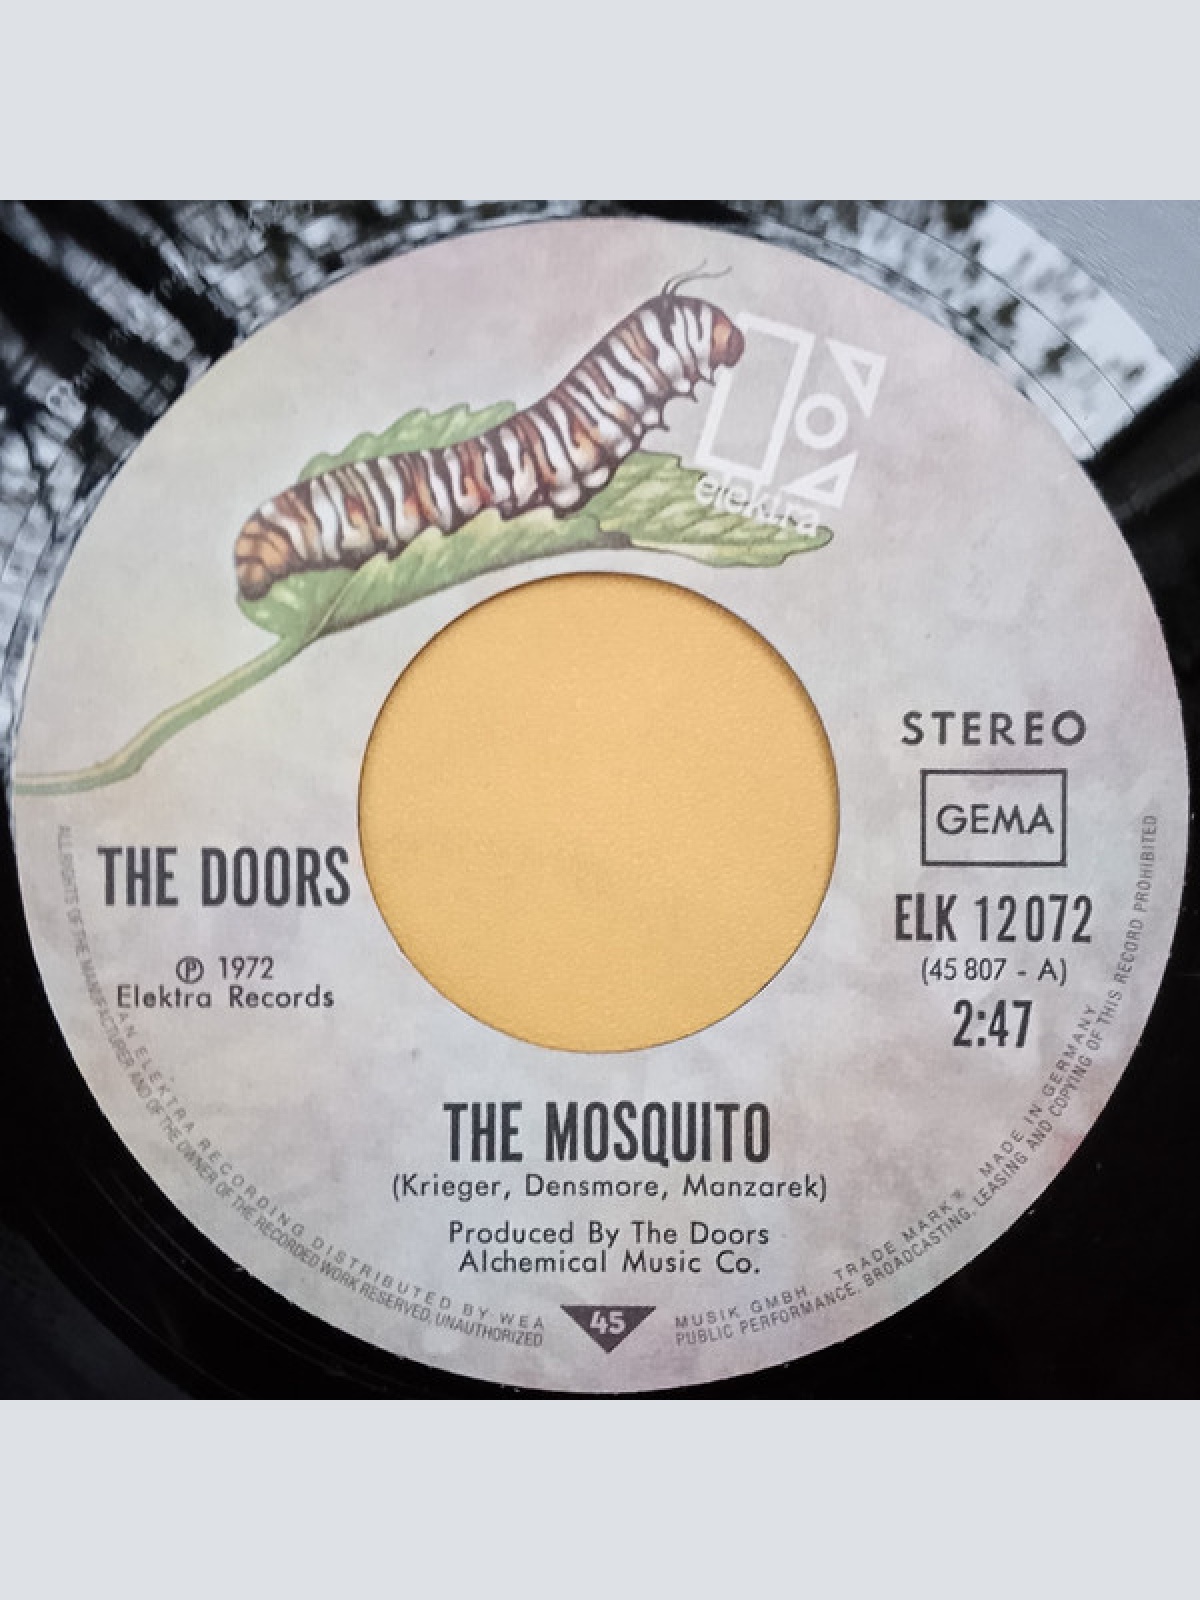 elektra
STEREO
GEMA
THE DOORS
ELK 12072
(45 807 - A)
℗ 1972
Elektra Records
2:47
THE MOSQUITO
(Krieger, Densmore, Manzarek)
Produced By The Doors
Alchemical Music Co.
45
AN ELEKTRA RECORDING DISTRIBUTED BY WEA MUSIK GMBH TRADE MARK ® MADE IN GERMANY
ALL RIGHTS OF THE MANUFACTURER AND OF THE OWNER OF THE RECORDED WORK RESERVED, UNAUTHORIZED PUBLIC PERFORMANCE, BROADCASTING, LEASING AND COPYING OF THIS RECORD PROHIBITED